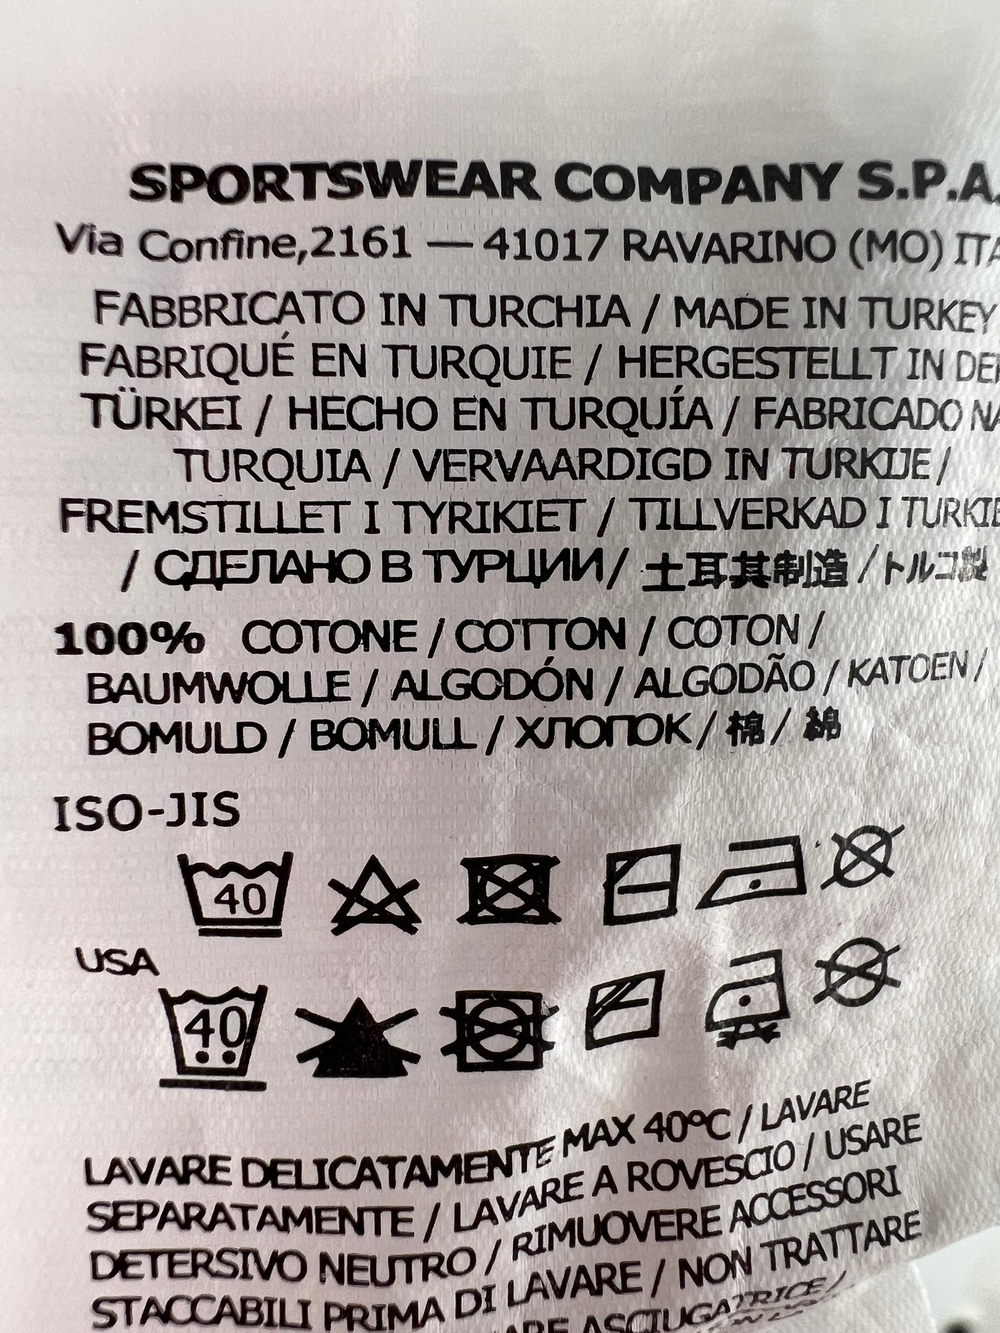 SPORTSWEAR COMPANY S.P.A.
Via Confine,2161 — 41017 RAVARINO (MO)
FABBRICATO IN TURCHIA / MADE IN TURKEY
FABRIQUÉ EN TURQUIE / HERGESTELLT IN DER
TÜRKEI / HECHO EN TURQUÍA / FABRICADO NA
TURQUIA / VERVAARDIGD IN TURKIJE /
FREMSTILLET I TYRIKIET / TILLVERKAD I TURKIE
/ СДЕЛАНО В ТУРЦИИ / 土耳其制造 / トルコ製
100% COTONE / COTTON / COTON /
BAUMWOLLE / ALGODÓN / ALGODÃO / KATOEN /
BOMULD / BOMULL / ХЛОПОК / 棉 / 綿
ISO-JIS
40
USA
40
LAVARE DELICATAMENTE MAX 40°C / LAVARE
SEPARATAMENTE / LAVARE A ROVESCIO / USARE
DETERSIVO NEUTRO / RIMUOVERE ACCESSORI
STACCABILI PRIMA DI LAVARE / NON TRATTARE
ASCIUGATRICE /